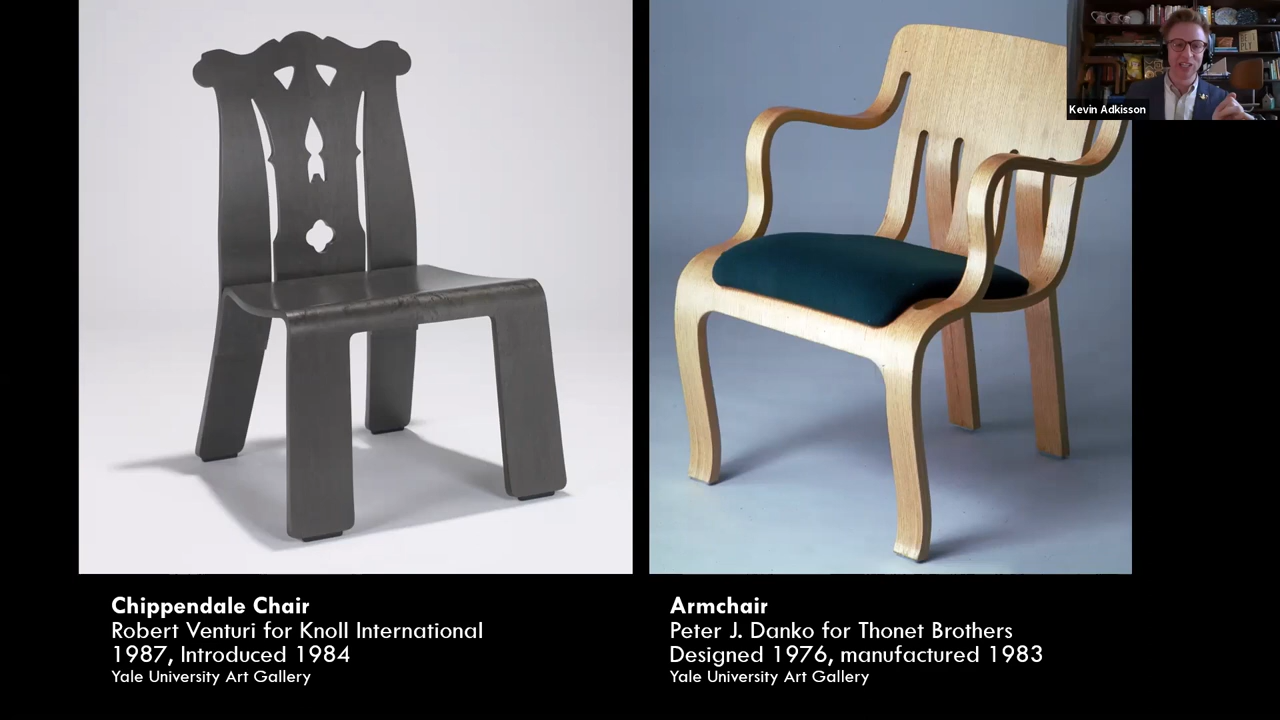 Kevin Adkisson
Chippendale Chair
Robert Venturi for Knoll International
1987, Introduced 1984
Yale University Art Gallery
Armchair
Peter J. Danko for Thonet Brothers
Designed 1976, manufactured 1983
Yale University Art Gallery